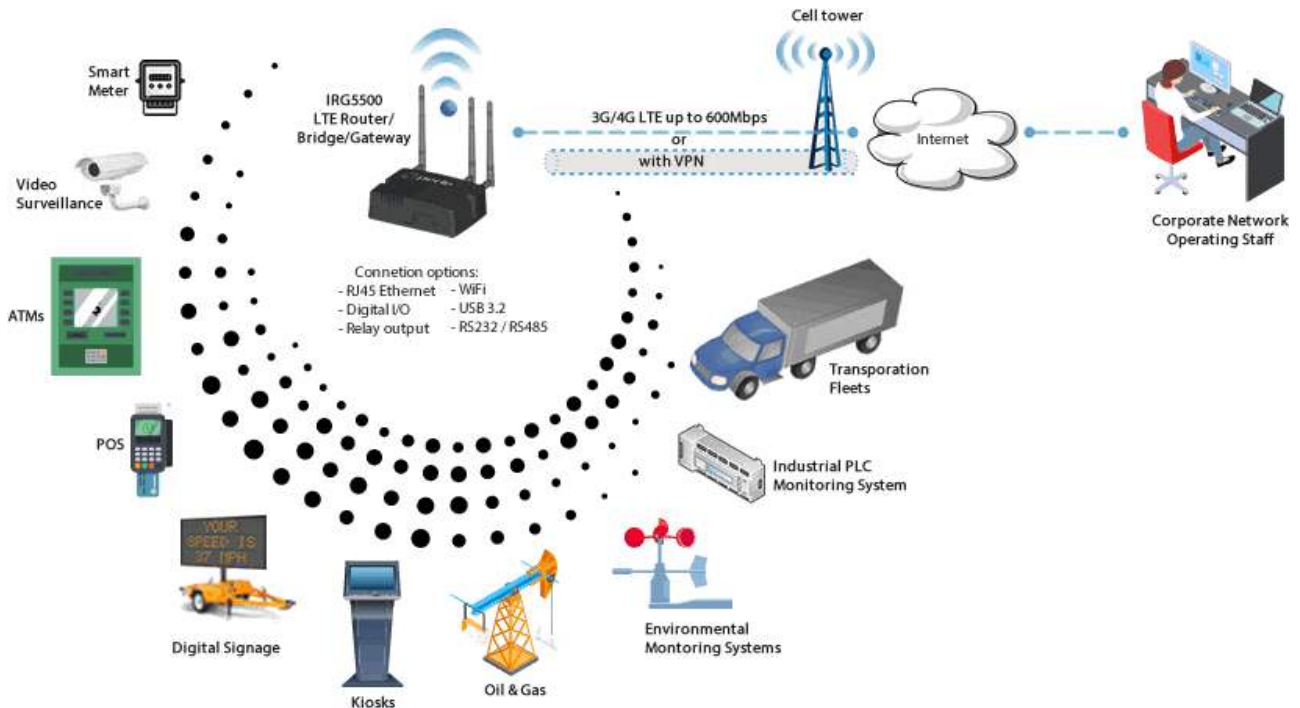 Cell tower
Smart
Meter
IRG5500
LTE Router/
Bridge/Gateway
3G/4G LTE up to 600Mbps
or
with VPN
Internet
Video
Surveillance
Corporate Network
Operating Staff
Connetion options:
- RJ45 Ethernet - WiFi
- Digital I/O - USB 3.2
- Relay output - RS232 / RS485
ATMs
Transporation
Fleets
POS
Industrial PLC
Monitoring System
YOUR
SPEED IS
37 MPH
Digital Signage
Kiosks
Oil & Gas
Environmental
Montoring Systems